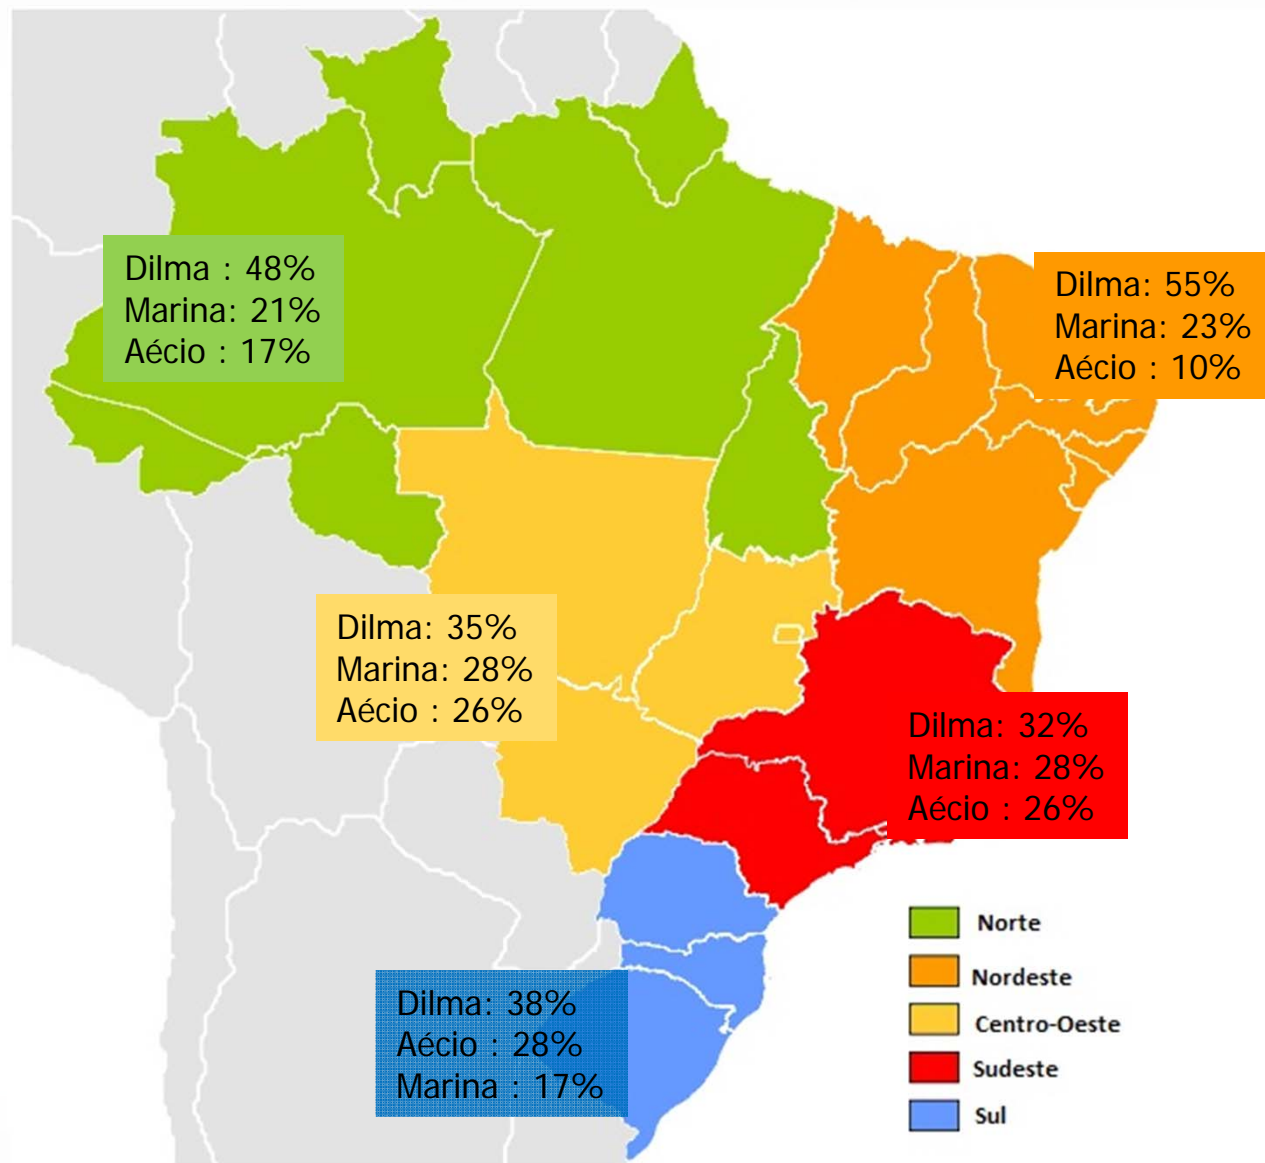 Dilma : 48%
Marina: 21%
Aécio : 17%
Dilma: 55%
Marina: 23%
Aécio : 10%
Dilma: 35%
Marina: 28%
Aécio : 26%
Dilma: 32%
Marina: 28%
Aécio : 26%
Dilma: 38%
Aécio : 28%
Marina : 17%
Norte
Nordeste
Centro-Oeste
Sudeste
Sul